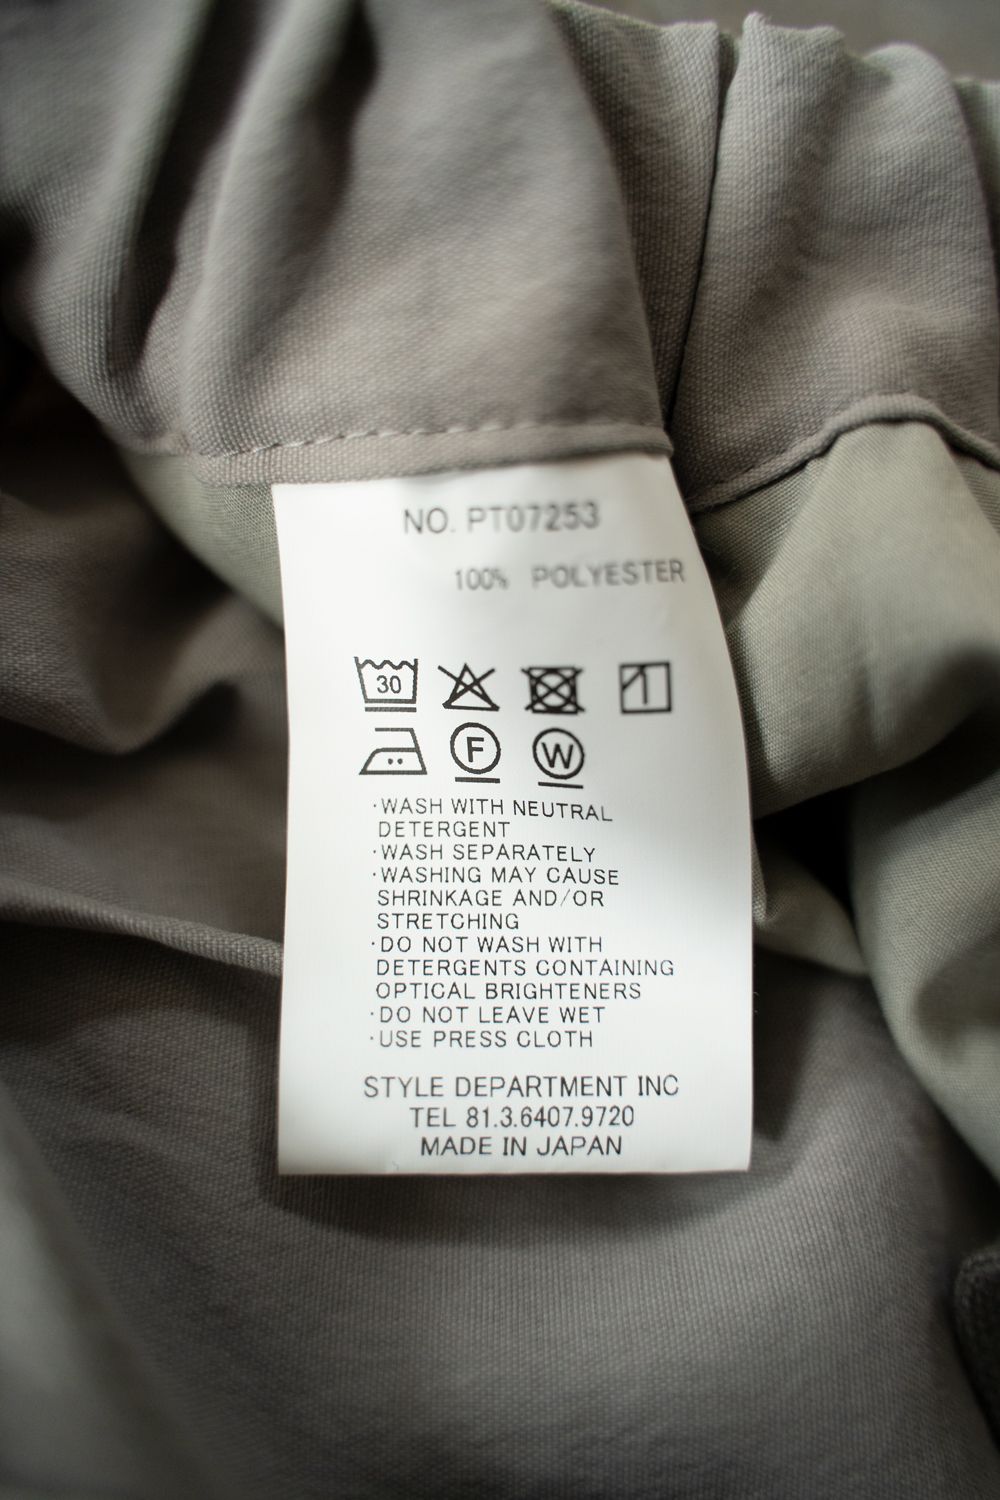 NO. PT07253
100% POLYESTER
30
F
W
·WASH WITH NEUTRAL
DETERGENT
·WASH SEPARATELY
·WASHING MAY CAUSE
SHRINKAGE AND/OR
STRETCHING
·DO NOT WASH WITH
DETERGENTS CONTAINING
OPTICAL BRIGHTENERS
·DO NOT LEAVE WET
·USE PRESS CLOTH
STYLE DEPARTMENT INC
TEL 81.3.6407.9720
MADE IN JAPAN